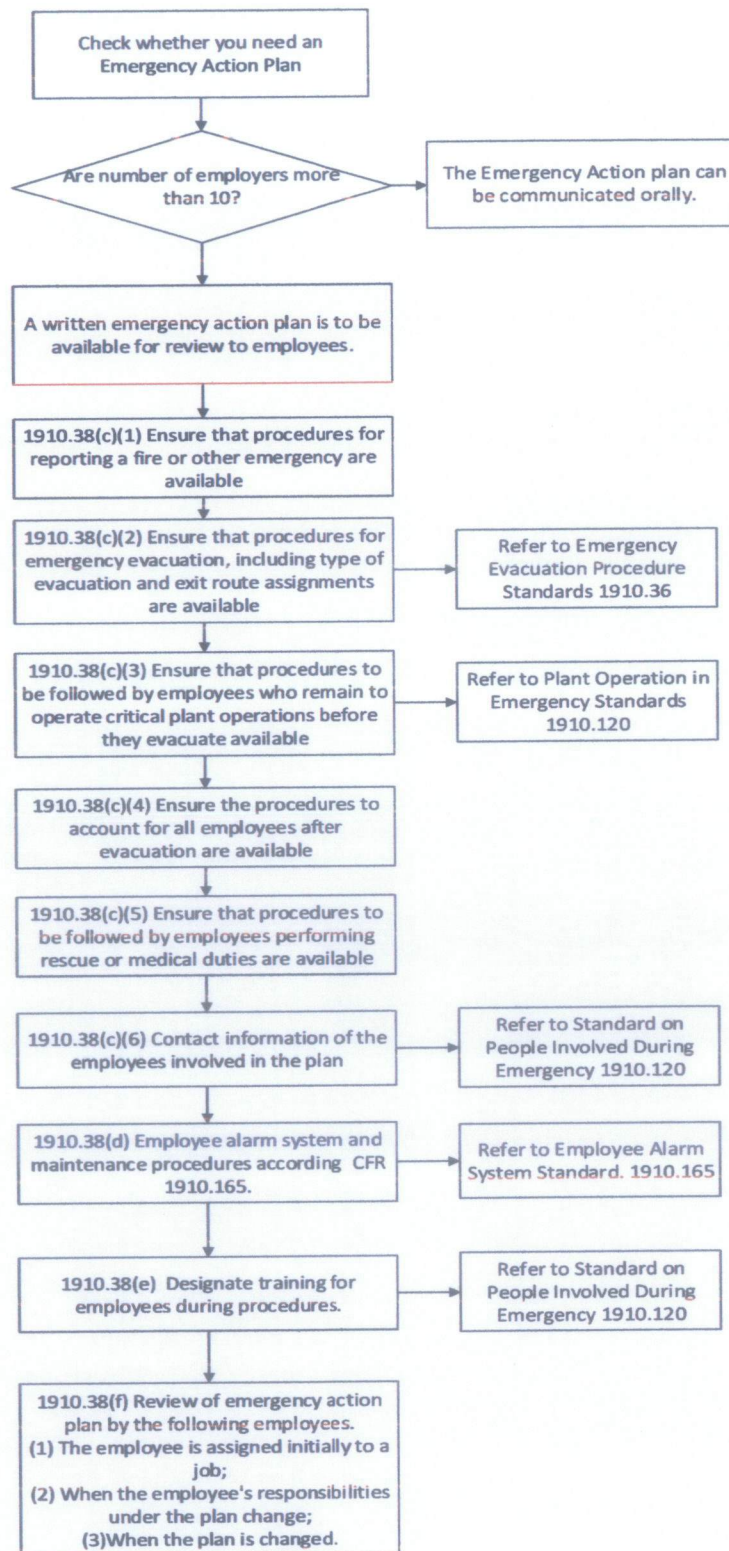 Check whether you need an
Emergency Action Plan
Are number of employers more
than 10?
The Emergency Action plan can
be communicated orally.
A written emergency action plan is to be
available for review to employees.
1910.38(c)(1) Ensure that procedures for
reporting a fire or other emergency are
available
1910.38(c)(2) Ensure that procedures for
emergency evacuation, including type of
evacuation and exit route assignments
are available
Refer to Emergency
Evacuation Procedure
Standards 1910.36
1910.38(c)(3) Ensure that procedures to
be followed by employees who remain to
operate critical plant operations before
they evacuate available
Refer to Plant Operation in
Emergency Standards
1910.120
1910.38(c)(4) Ensure the procedures to
account for all employees after
evacuation are available
1910.38(c)(5) Ensure that procedures to
be followed by employees performing
rescue or medical duties are available
1910.38(c)(6) Contact information of the
employees involved in the plan
Refer to Standard on
People Involved During
Emergency 1910.120
1910.38(d) Employee alarm system and
maintenance procedures according CFR
1910.165.
Refer to Employee Alarm
System Standard. 1910.165
1910.38(e) Designate training for
employees during procedures.
Refer to Standard on
People Involved During
Emergency 1910.120
1910.38(f) Review of emergency action
plan by the following employees.
(1) The employee is assigned initially to a
job;
(2) When the employee's responsibilities
under the plan change;
(3)When the plan is changed.